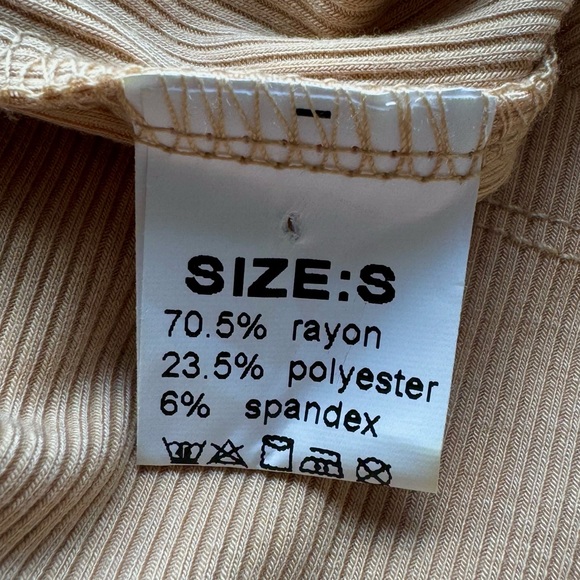 SIZE:S
70.5% rayon
23.5% polyester
6% spandex